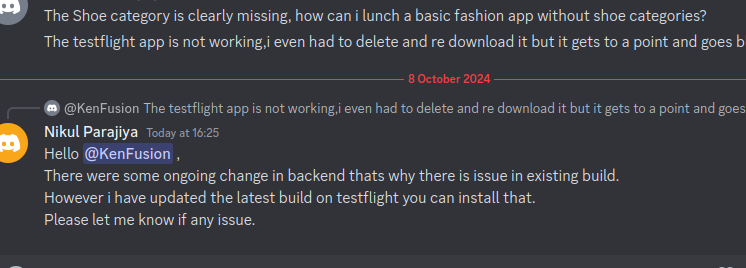 The Shoe category is clearly missing, how can i lunch a basic fashion app without shoe categories?
The testflight app is not working,i even had to delete and re download it but it gets to a point and goes b
8 October 2024
@KenFusion The testflight app is not working,i even had to delete and re download it but it gets to a point and goes
Nikul Parajiya Today at 16:25
Hello @KenFusion ,
There were some ongoing change in backend thats why there is issue in existing build.
However i have updated the latest build on testflight you can install that.
Please let me know if any issue.